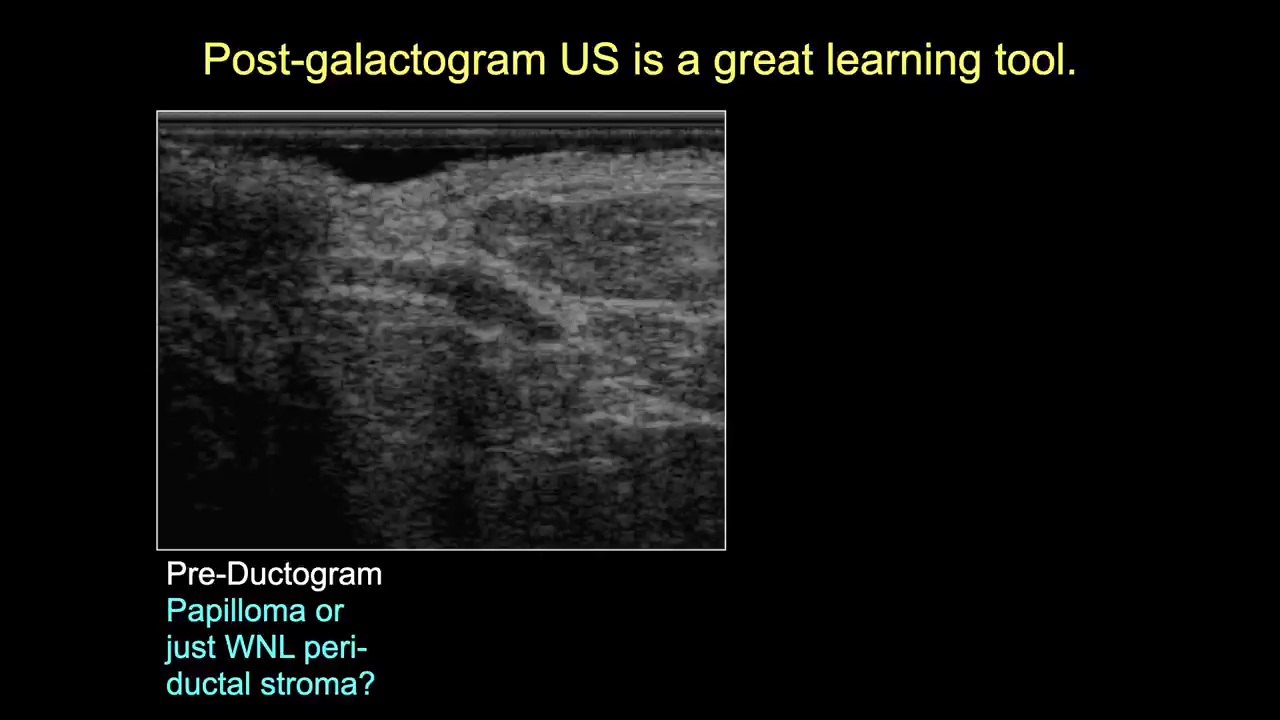 Post-galactogram US is a great learning tool.
Pre-Ductogram
Papilloma or
just WNL peri-
ductal stroma?